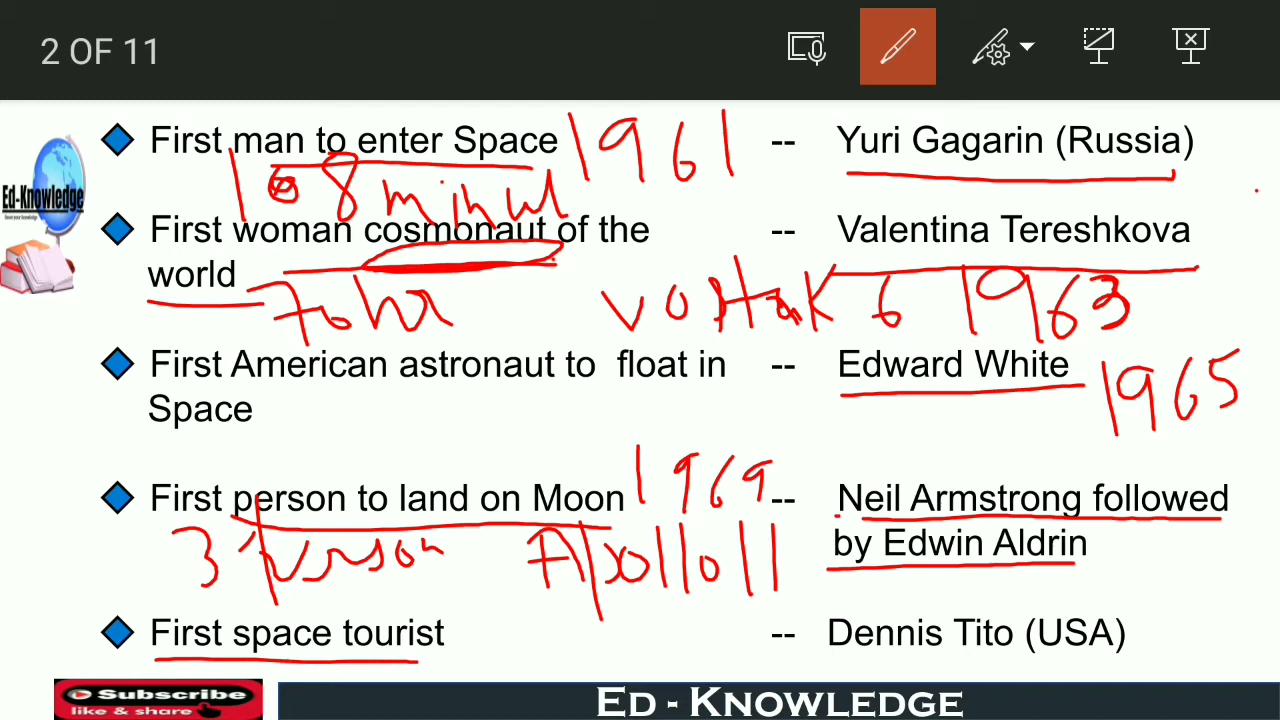 2 OF 11
First man to enter Space 1961 -- Yuri Gagarin (Russia)
108 minut
Ed-Knowledge
First woman cosmonaut of the -- Valentina Tereshkova
world
70 hr vostok 6 1963
First American astronaut to float in -- Edward White 1965
Space
First person to land on Moon 1969 -- Neil Armstrong followed
by Edwin Aldrin
3 person Apollo 11
First space tourist -- Dennis Tito (USA)
Subscribe
like & share
ED - KNOWLEDGE